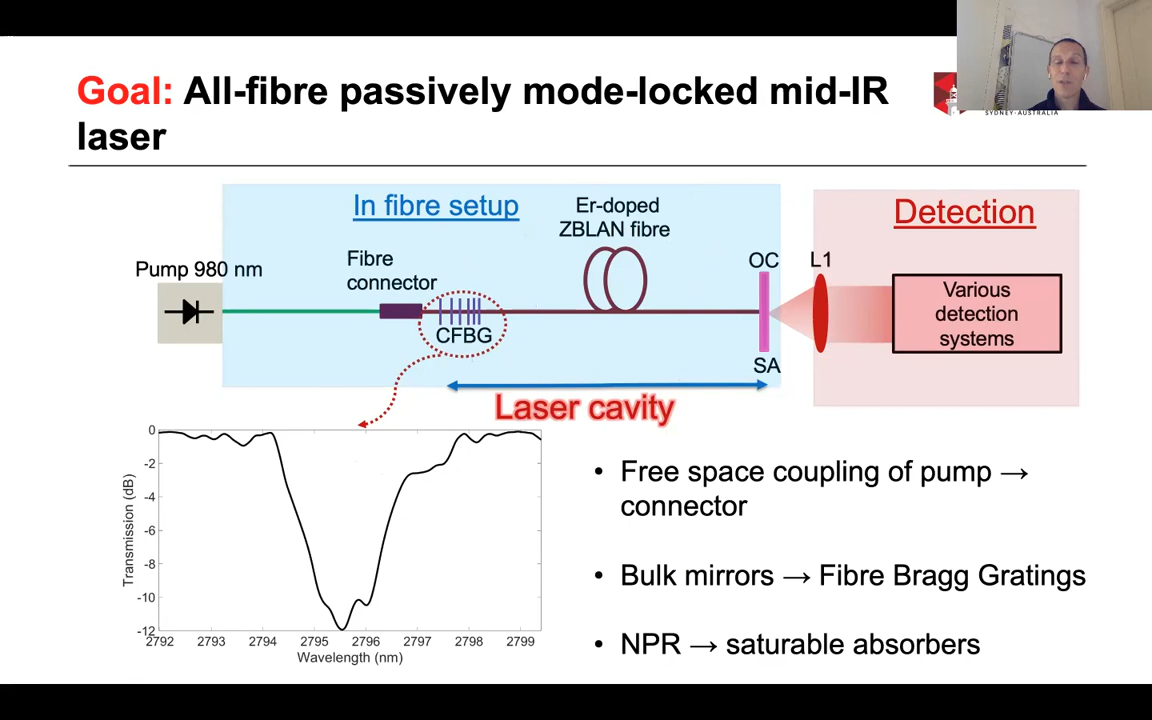 Goal: All-fibre passively mode-locked mid-IR
laser
SYDNEY-AUSTRALIA
In fibre setup
Er-doped
ZBLAN fibre
Detection
Pump 980 nm
Fibre
connector
OC
L1
Various
detection
systems
CFBG
SA
Laser cavity
0
-2
-4
-6
-8
-10
-12
Transmission (dB)
2792 2793 2794 2795 2796 2797 2798 2799
Wavelength (nm)
• Free space coupling of pump →
connector
• Bulk mirrors → Fibre Bragg Gratings
• NPR → saturable absorbers